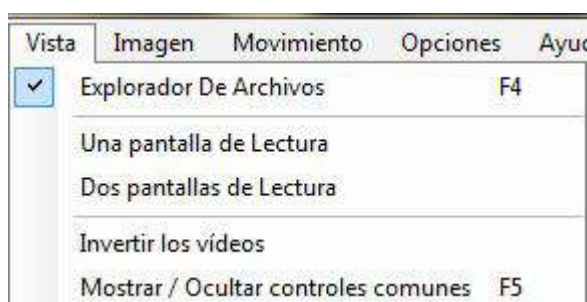 Vista Imagen Movimiento Opciones
Explorador De Archivos F4
Una pantalla de Lectura
Dos pantallas de Lectura
Invertir los vídeos
Mostrar / Ocultar controles comunes F5